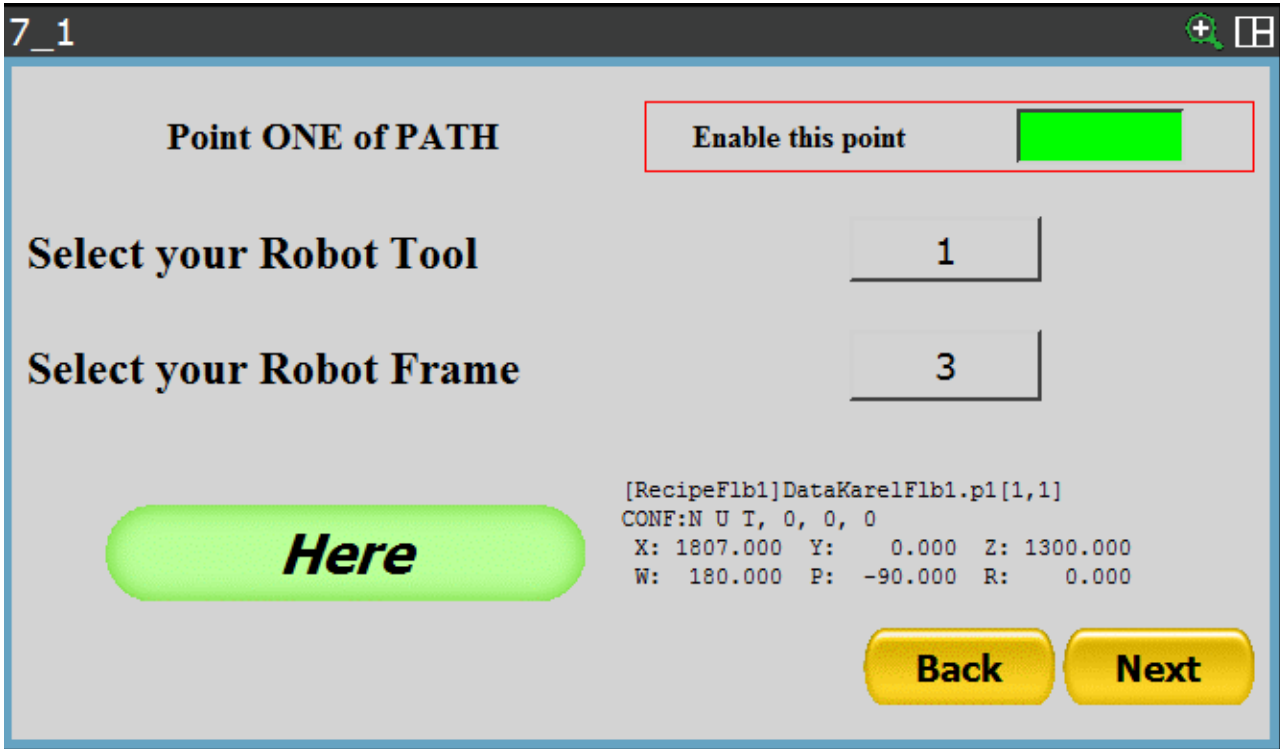 7_1
Point ONE of PATH
Enable this point
Select your Robot Tool
1
Select your Robot Frame
3
[RecipeFlb1]DataKarelFlb1.p1[1,1]
CONF:N U T, 0, 0, 0
X: 1807.000 Y: 0.000 Z: 1300.000
W: 180.000 P: -90.000 R: 0.000
Here
Back
Next